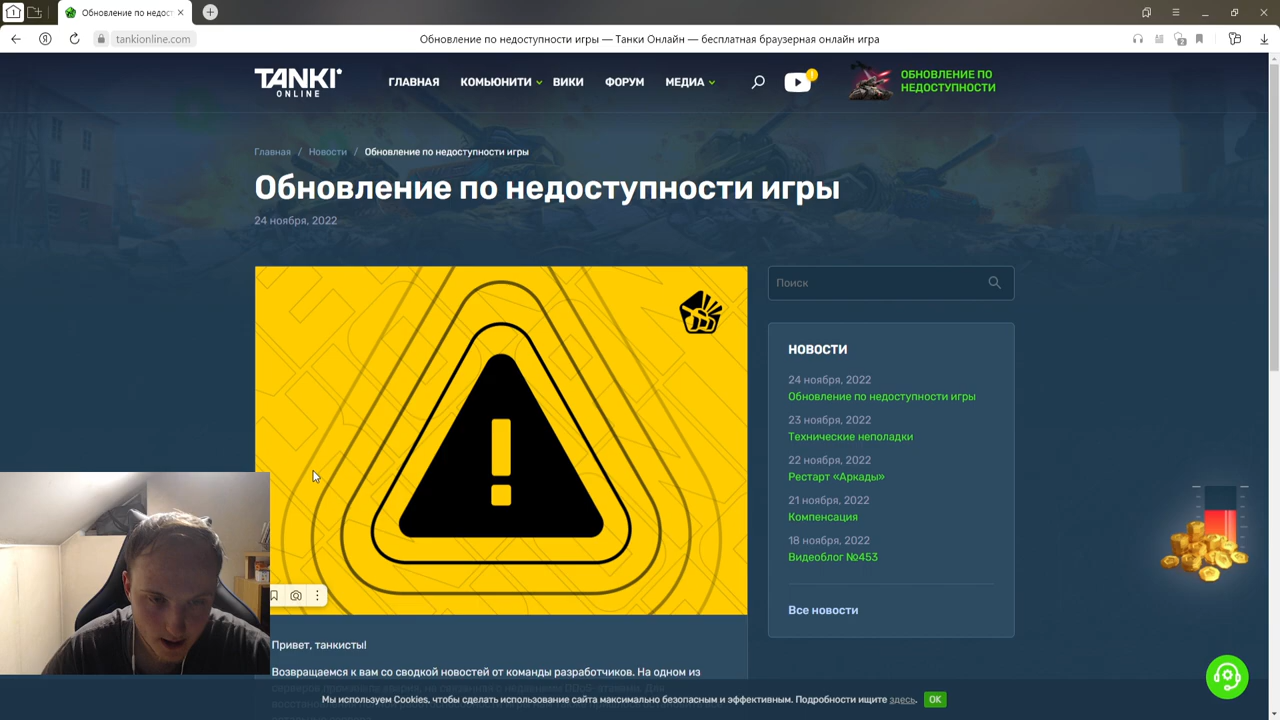 Обновление по недост
tankionline.com
Обновление по недоступности игры — Танки Онлайн — бесплатная браузерная онлайн игра
2
TANKI
ONLINE
ГЛАВНАЯ
КОМЬЮНИТИ
ВИКИ
ФОРУМ
МЕДИА
1
ОБНОВЛЕНИЕ ПО
НЕДОСТУПНОСТИ
Главная / Новости / Обновление по недоступности игры
Обновление по недоступности игры
24 ноября, 2022
Поиск
НОВОСТИ
24 ноября, 2022
Обновление по недоступности игры
23 ноября, 2022
Технические неполадки
22 ноября, 2022
Рестарт «Аркады»
21 ноября, 2022
Компенсация
18 ноября, 2022
Видеоблог №453
Все новости
Привет, танкисты!
Возвращаемся к вам со сводкой новостей от команды разработчиков. На одном из
Мы используем Cookies, чтобы сделать использование сайта максимально безопасным и эффективным. Подробности ищите здесь.
OK